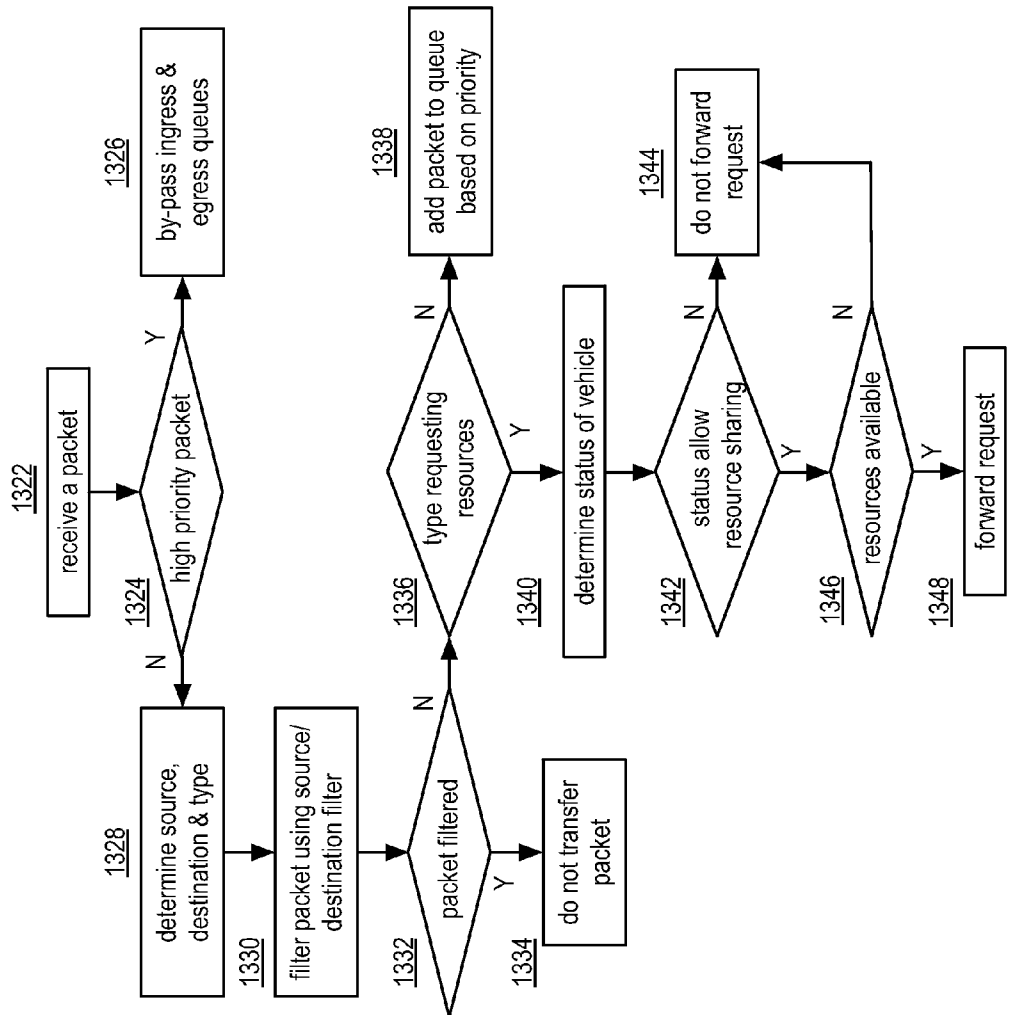 1322
receive a packet
1324
high priority packet
Y
N
1326
by-pass ingress &
egress queues
1328
determine source,
destination & type
1330
filter packet using source/
destination filter
1332
packet filtered
N
Y
1334
do not transfer
packet
1336
type requesting
resources
N
Y
1338
add packet to queue
based on priority
1340
determine status of vehicle
1342
status allow
resource sharing
N
Y
1344
do not forward
request
1346
resources available
N
Y
1348
forward request